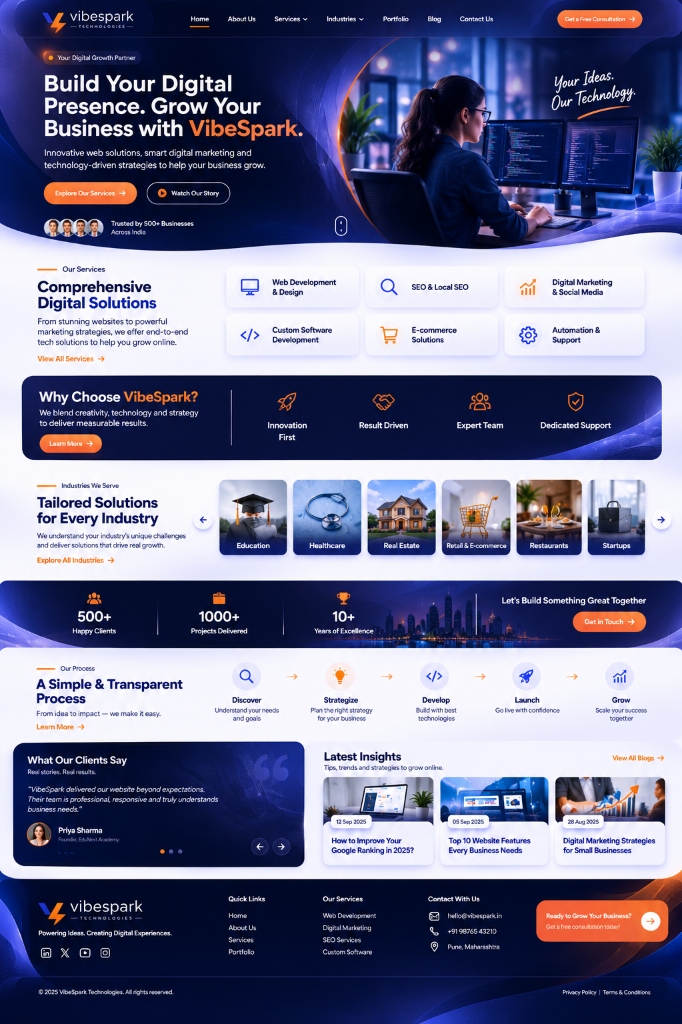 vibespark
TECHNOLOGIES
Home
About Us
Services
Industries
Portfolio
Blog
Contact Us
Get a Free Consultation →
Your Digital Growth Partner
Build Your Digital
Presence. Grow Your
Business with VibeSpark.
Innovative web solutions, smart digital marketing and
technology-driven strategies to help your business grow.
Explore Our Services →
Watch Our Story
Trusted by 500+ Businesses
Across India
Your Ideas.
Our Technology.
Our Services
Comprehensive
Digital Solutions
From stunning websites to powerful
marketing strategies, we offer end-to-end
tech solutions to help you grow online.
View All Services →
Web Development
& Design
SEO & Local SEO
Digital Marketing
& Social Media
Custom Software
Development
E-commerce
Solutions
Automation &
Support
Why Choose VibeSpark?
We blend creativity, technology and strategy
to deliver measurable results.
Learn More →
Innovation
First
Result Driven
Expert Team
Dedicated Support
Industries We Serve
Tailored Solutions
for Every Industry
We understand your industry's unique challenges
and deliver solutions that drive real growth.
Explore All Industries →
Education
Healthcare
Real Estate
Retail & E-commerce
Restaurants
Startups
500+
Happy Clients
1000+
Projects Delivered
10+
Years of Excellence
Let's Build Something Great Together
Get in Touch →
Our Process
A Simple & Transparent
Process
From idea to impact — we make it easy.
Learn More →
Discover
Understand your needs
and goals
Strategize
Plan the right strategy
for your business
Develop
Build with best
technologies
Launch
Go live with confidence
Grow
Scale your success
together
What Our Clients Say
Real stories. Real results.
"VibeSpark delivered our website beyond expectations.
Their team is professional, responsive and truly understands
business needs."
Priya Sharma
Founder, EduNest Academy
Latest Insights
Tips, trends and strategies to grow online.
View All Blogs →
12 Sep 2025
How to Improve Your
Google Ranking in 2025?
05 Sep 2025
Top 10 Website Features
Every Business Needs
28 Aug 2025
Digital Marketing Strategies
for Small Businesses
vibespark
TECHNOLOGIES
Powering Ideas. Creating Digital Experiences.
Quick Links
Home
About Us
Services
Portfolio
Our Services
Web Development
Digital Marketing
SEO Services
Custom Software
Contact With Us
hello@vibespark.in
+91 98765 43210
Pune, Maharashtra
Ready to Grow Your Business?
Get a free consultation today!
© 2025 VibeSpark Technologies. All rights reserved.
Privacy Policy | Terms & Conditions